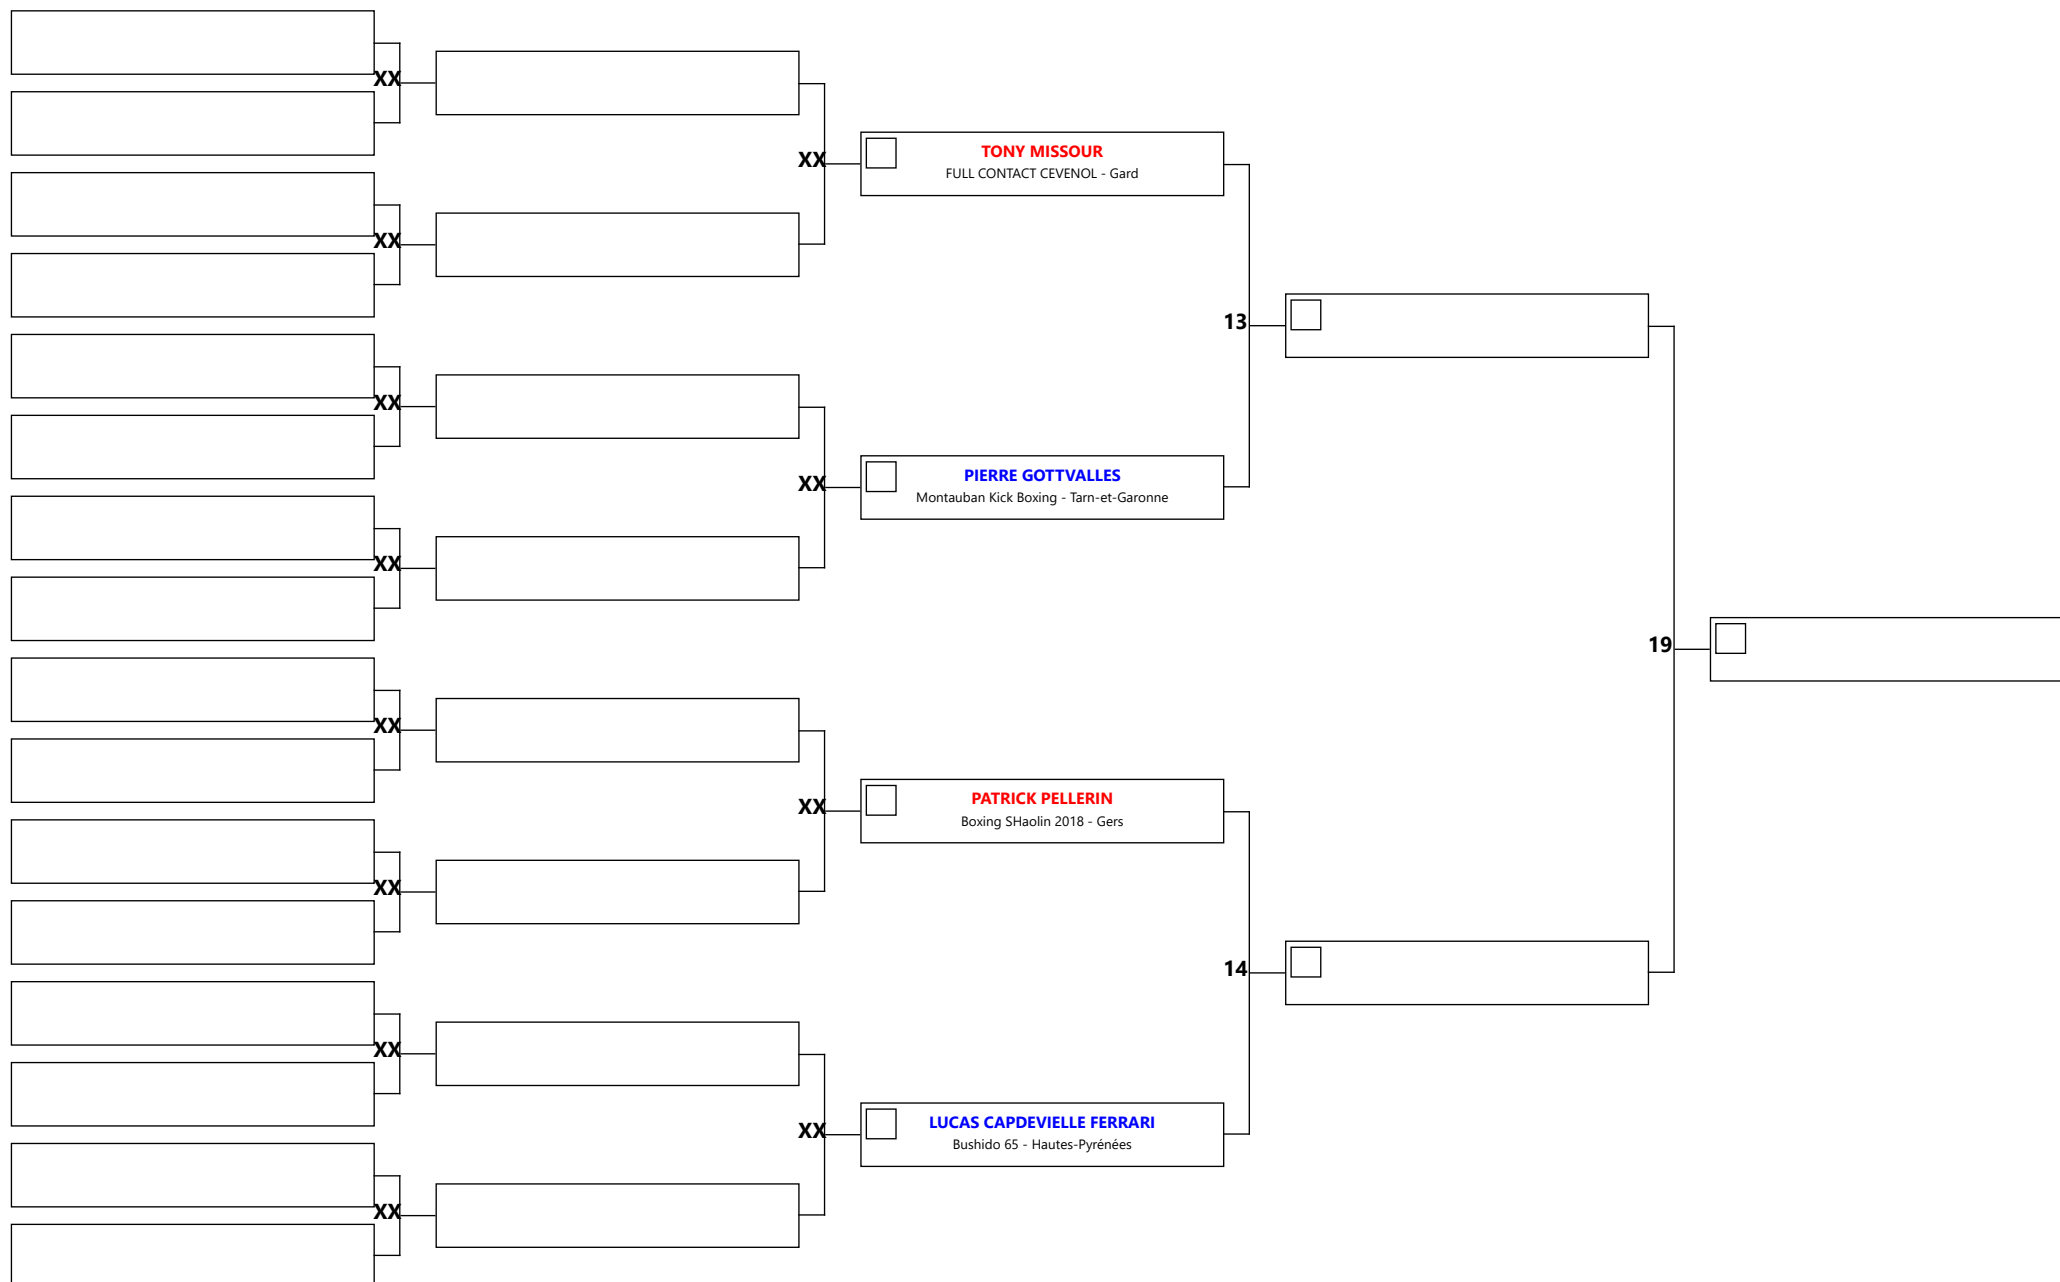 XX
XX
TONY MISSOUR
FULL CONTACT CEVENOL - Gard
XX
13
XX
XX
PIERRE GOTTVALLES
Montauban Kick Boxing - Tarn-et-Garonne
XX
19
XX
XX
PATRICK PELLERIN
Boxing SHaolin 2018 - Gers
XX
14
XX
XX
LUCAS CAPDEVIELLE FERRARI
Bushido 65 - Hautes-Pyrénées
XX